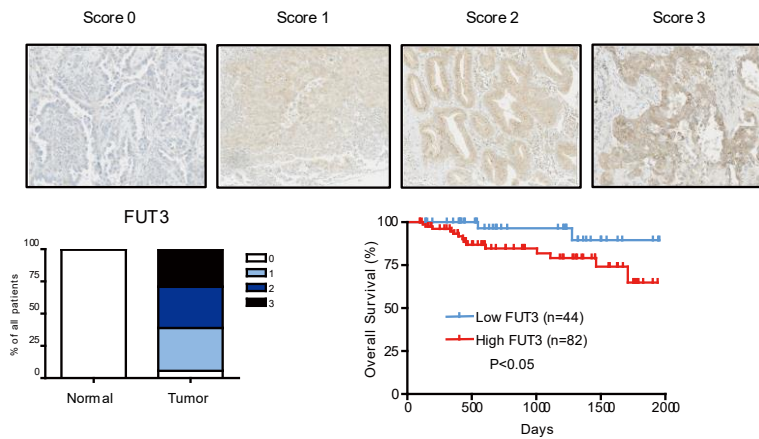 Score 0
Score 1
Score 2
Score 3
FUT3
% of all patients
100
75
50
25
0
Normal
Tumor
0
1
2
3
Overall Survival (%)
100
75
50
25
0
Low FUT3 (n=44)
High FUT3 (n=82)
P<0.05
0
500
1000
1500
2000
Days